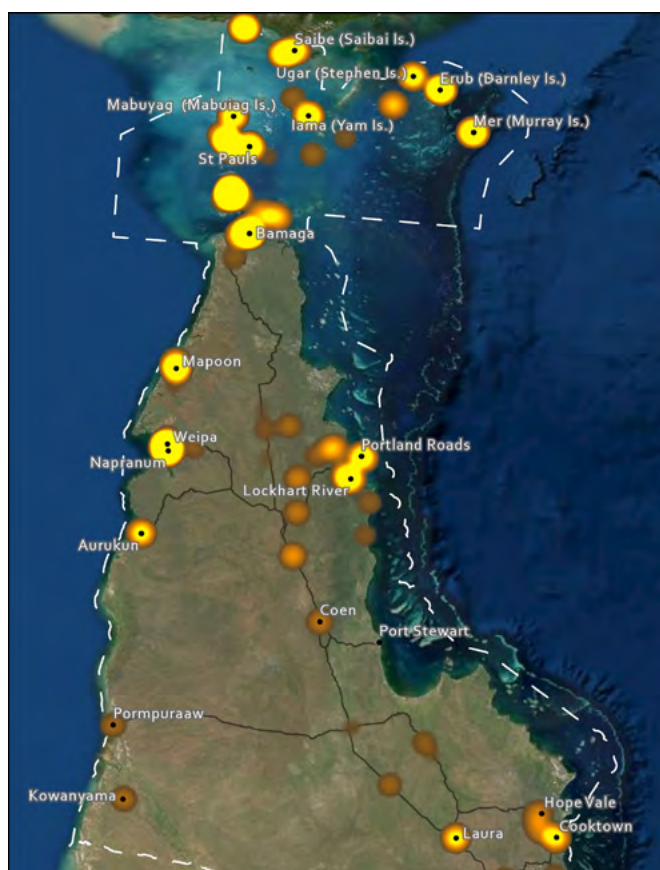 Saibe (Saibai Is.)
Ugar (Stephen Is.)
Erub (Darnley Is.)
Mabuyag (Mabuiag Is.)
Iama (Yam Is.)
Mer (Murray Is.)
St Pauls
Bamaga
Mapoon
Weipa
Napranum
Portland Roads
Lockhart River
Aurukun
Coen
Port Stewart
Pormpuraaw
Kowanyama
Hope Vale
Laura
Cooktown